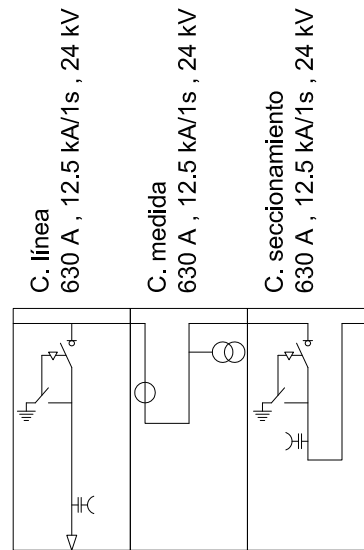 C. línea
630 A , 12.5 kA/1s , 24 kV
C. medida
630 A , 12.5 kA/1s , 24 kV
C. seccionamiento
630 A , 12.5 kA/1s , 24 kV